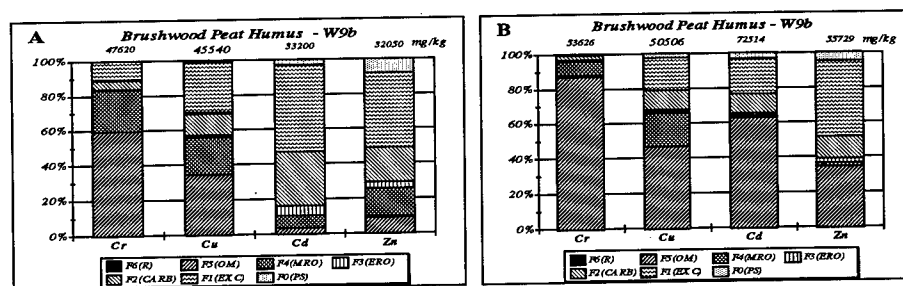 A
Brushwood Peat Humus - W9b
47620 45540 33200 32050 mg/kg
100%
80%
60%
40%
20%
0%
Cr Cu Cd Zn
F6(R) F5(OM) F4(MRO) F3(ERO)
F2(CARB) F1(EXC) F0(PS)
B
Brushwood Peat Humus - W9b
53626 50506 72514 35729 mg/kg
100%
80%
60%
40%
20%
0%
Cr Cu Cd Zn
F6(R) F5(OM) F4(MRO) F3(ERO)
F2(CARB) F1(EXC) F0(PS)